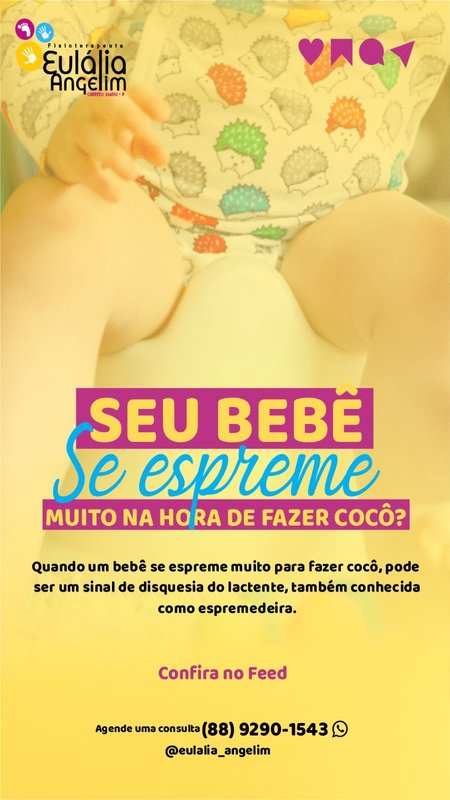 Fisioterapeuta
Eulália
Angelim
SEU BEBÊ
Se espreme
MUITO NA HORA DE FAZER COCÔ?
Quando um bebê se espreme muito para fazer cocô, pode
ser um sinal de disquesia do lactente, também conhecida
como espremedeira.
Confira no Feed
Agende uma consulta (88) 9290-1543
@eulalia_angelim